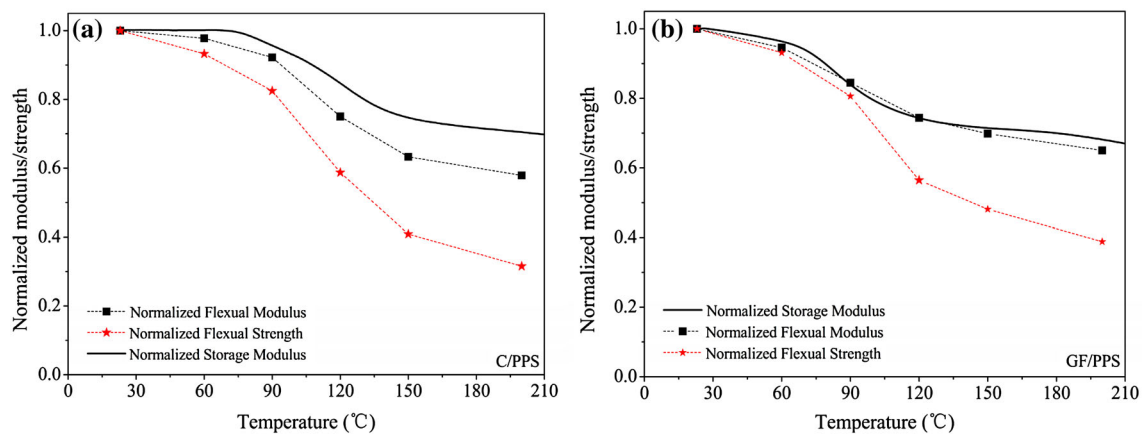 (a)
Normalized modulus/strength
1.0
0.8
0.6
0.4
0.2
0.0
Normalized Flexual Modulus
Normalized Flexual Strength
Normalized Storage Modulus
C/PPS
0 30 60 90 120 150 180 210
Temperature (℃)
(b)
Normalized modulus/strength
1.0
0.8
0.6
0.4
0.2
0.0
Normalized Storage Modulus
Normalized Flexual Modulus
Normalized Flexual Strength
GF/PPS
0 30 60 90 120 150 180 210
Temperature (℃)